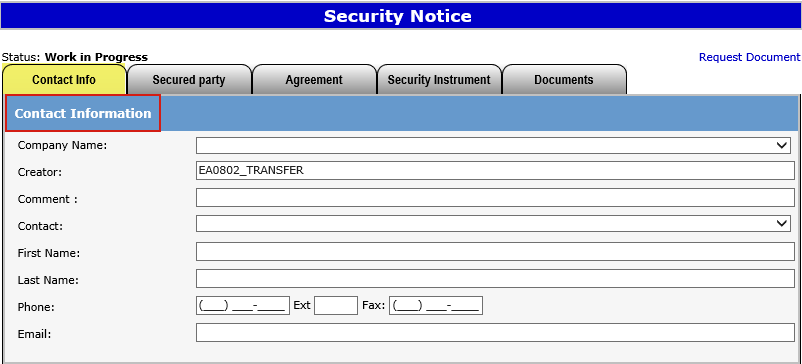 Security Notice
Status: Work in Progress Request Document
Contact Info Secured party Agreement Security Instrument Documents
Contact Information
Company Name:
Creator: EA0802_TRANSFER
Comment :
Contact:
First Name:
Last Name:
Phone: (___) ___-____ Ext Fax: (___) ___-____
Email: